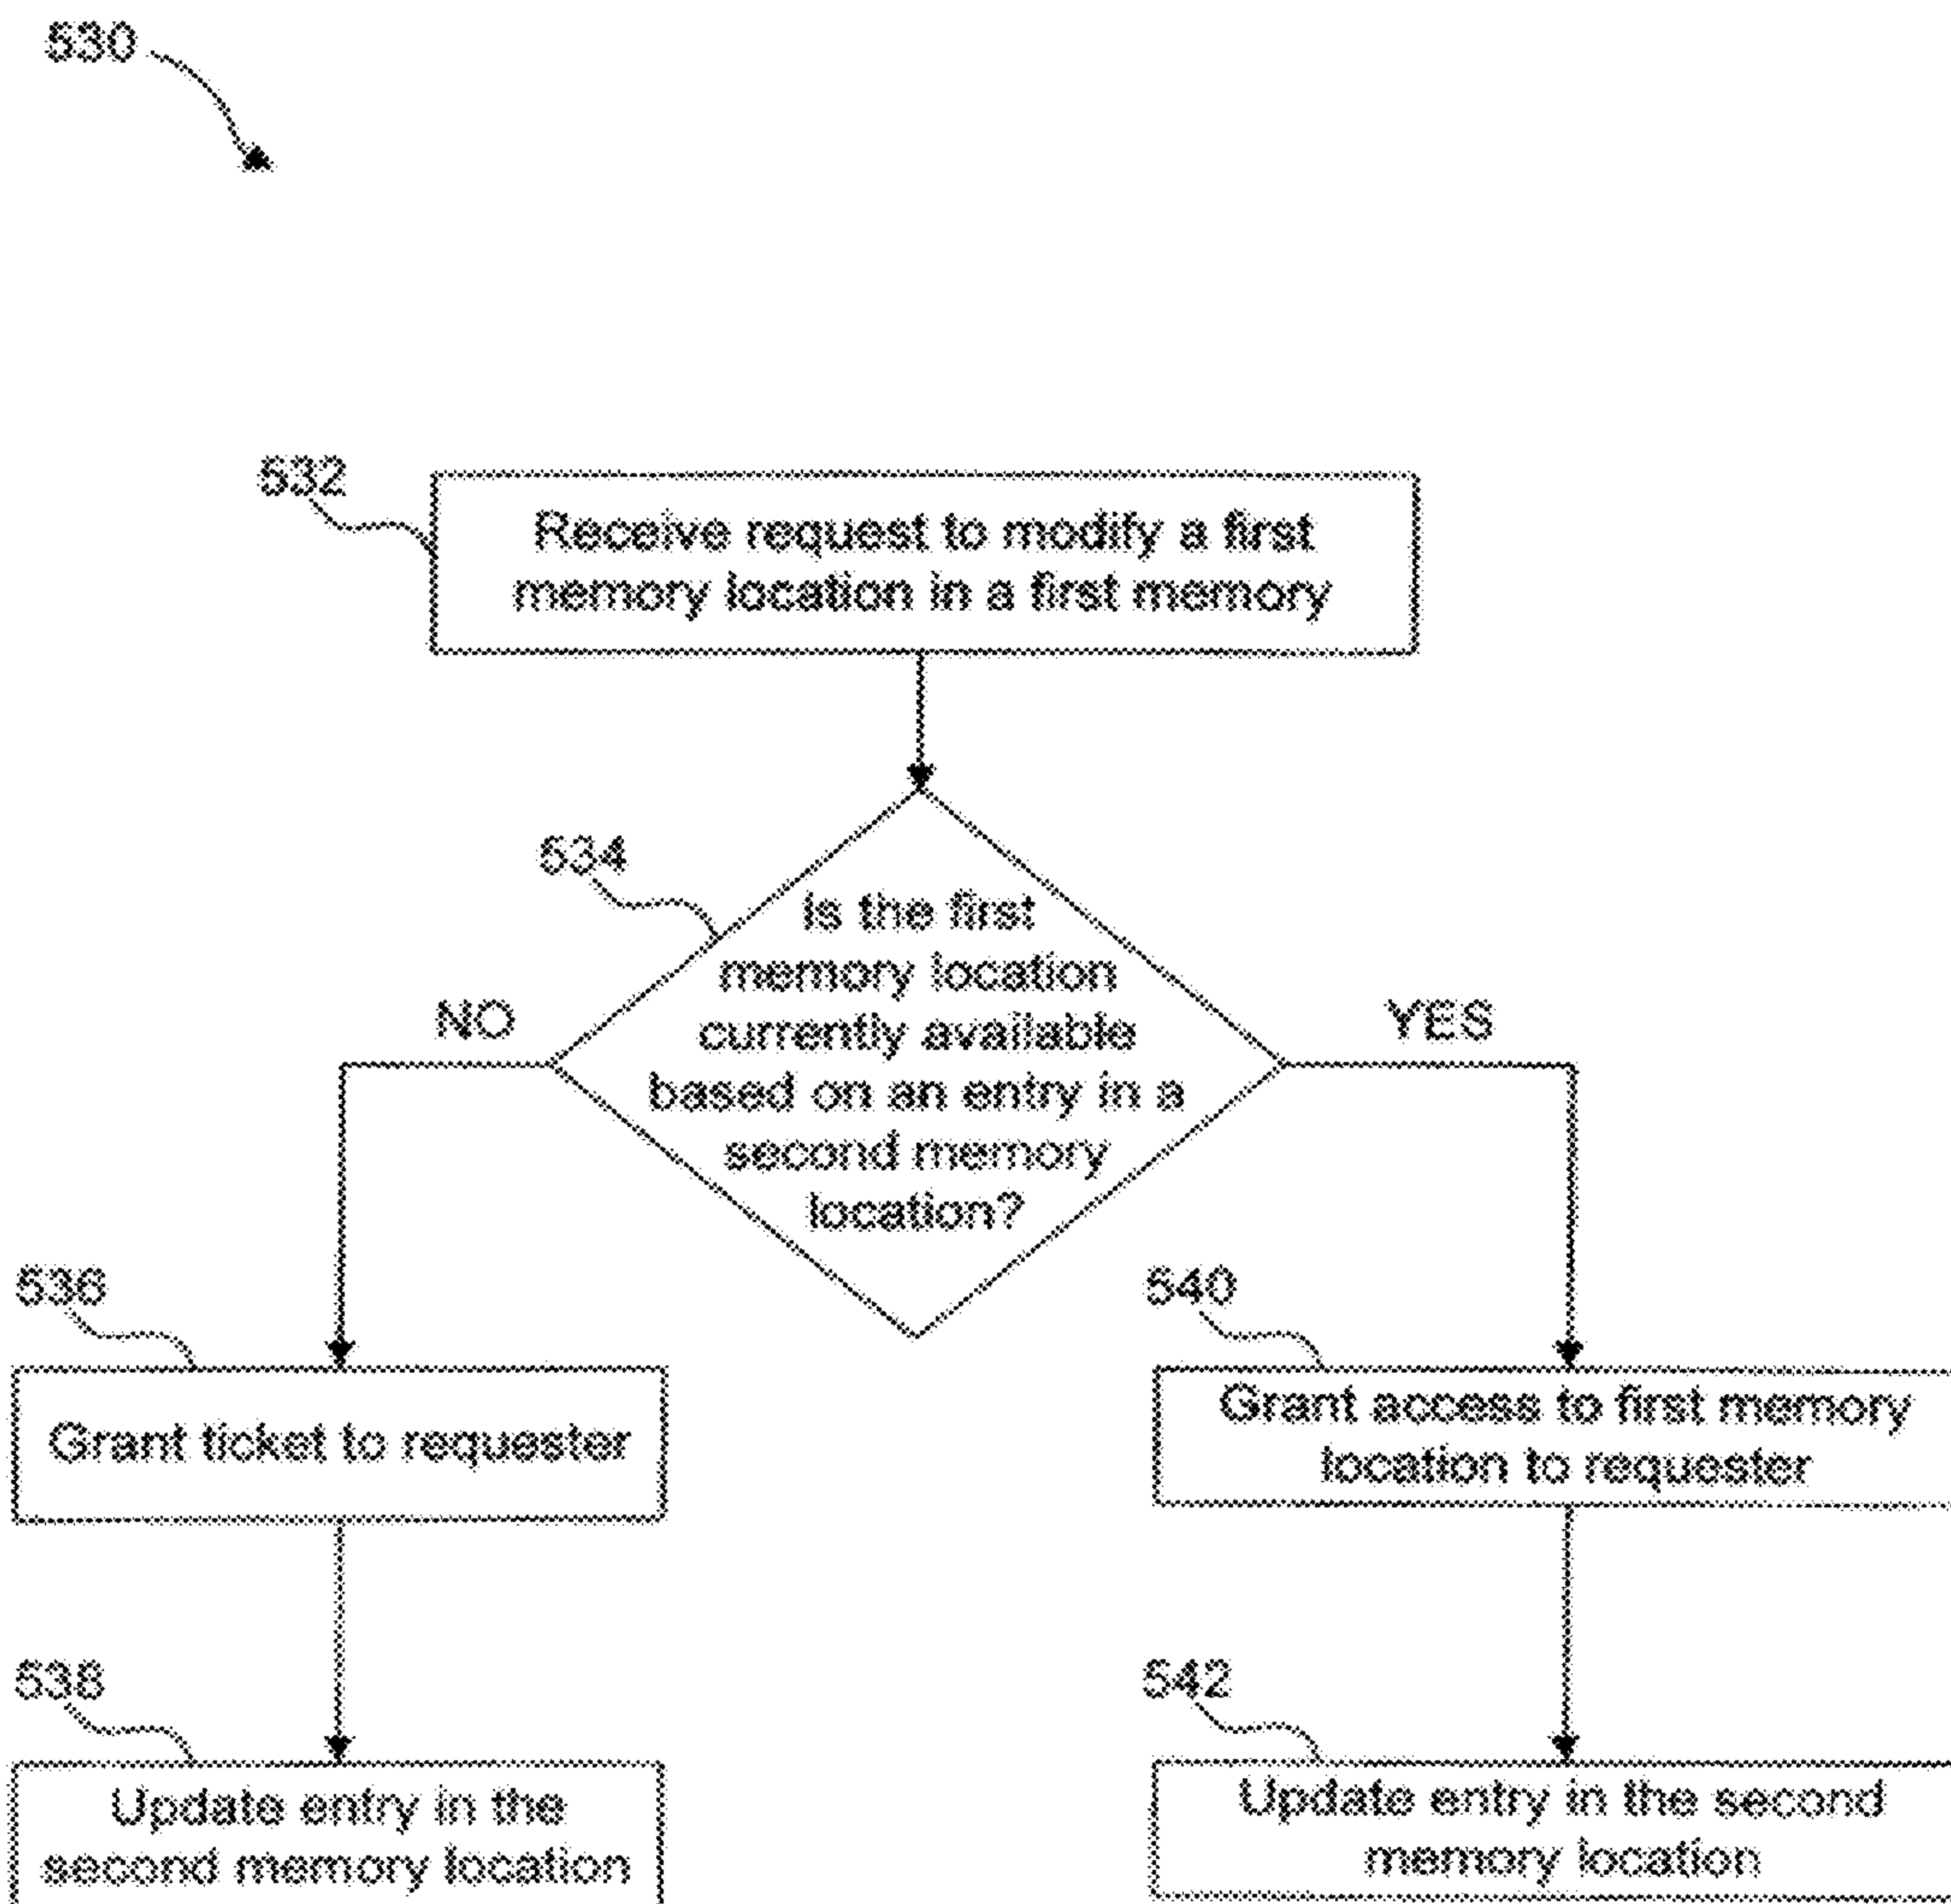 530
532
Receive request to modify a first
memory location in a first memory
534
Is the first
memory location
currently available
based on an entry in a
second memory
location?
NO
YES
536
Grant ticket to requester
540
Grant access to first memory
location to requester
538
Update entry in the
second memory location
542
Update entry in the second
memory location